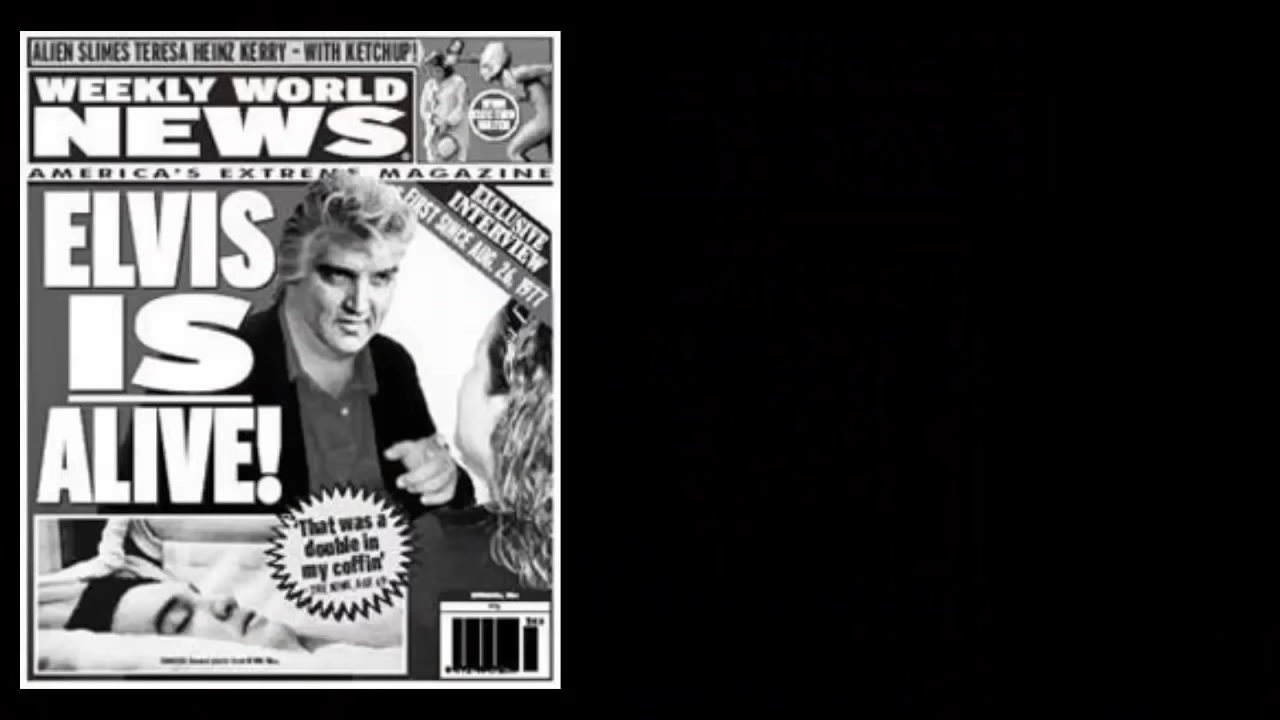 ALIEN SLIMES TERESA HEINZ KERRY - WITH KETCHUP!
WEEKLY WORLD
NEWS
AMERICA'S EXTREME MAGAZINE
EXCLUSIVE
INTERVIEW
FIRST SINCE AUG. 26, 1977
ELVIS
IS
ALIVE!
'That was a
double in
my coffin'